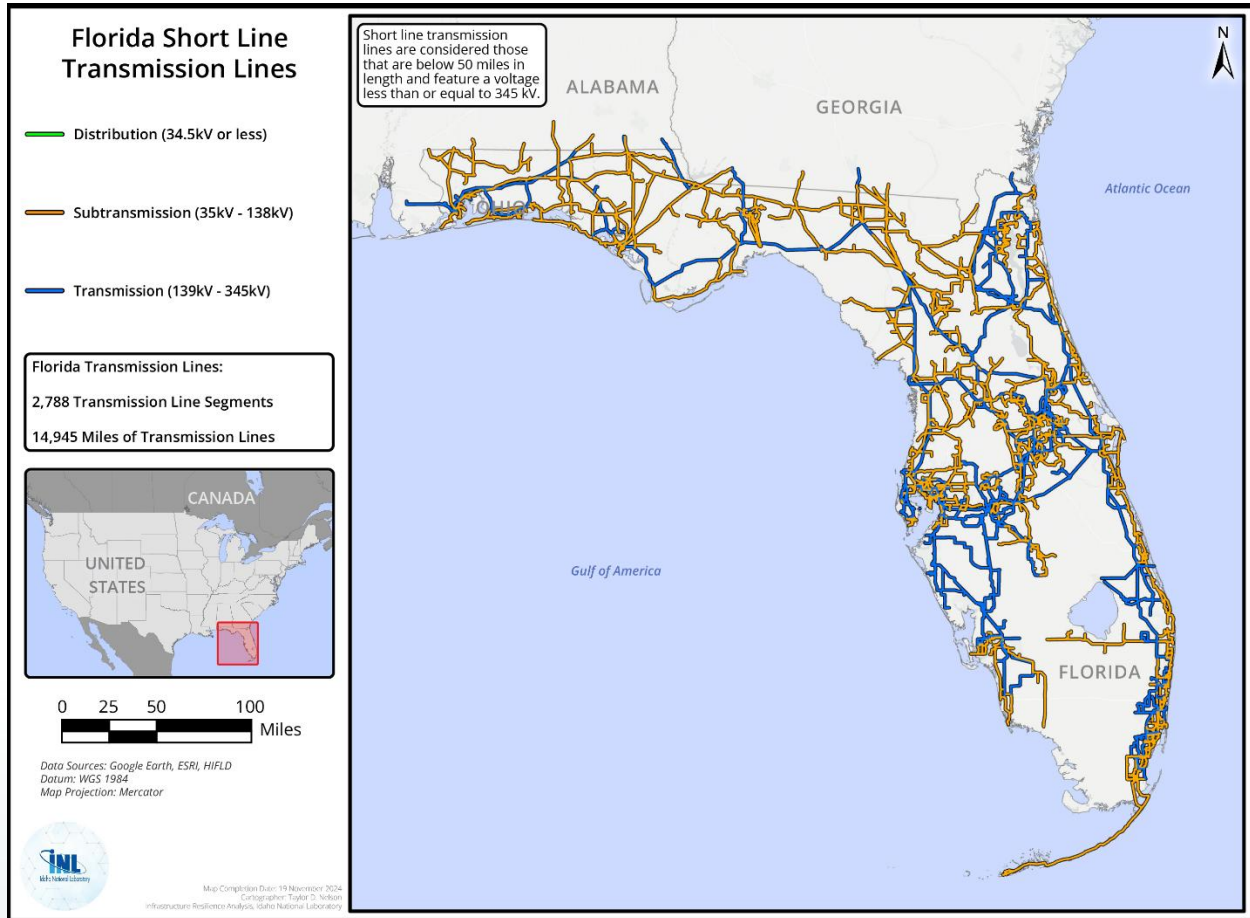 Florida Short Line
Transmission Lines
Distribution (34.5kV or less)
Subtransmission (35kV - 138kV)
Transmission (139kV - 345kV)
Florida Transmission Lines:
2,788 Transmission Line Segments
14,945 Miles of Transmission Lines
CANADA
UNITED
STATES
0 25 50 100
Miles
Data Sources: Google Earth, ESRI, HIFLD
Datum: WGS 1984
Map Projection: Mercator
INL
Idaho National Laboratory
Map Completion Date: 19 November 2024
Cartographer: Taylor D. Nelson
Infrastructure Resilience Analysis, Idaho National Laboratory
Short line transmission
lines are considered those
that are below 50 miles in
length and feature a voltage
less than or equal to 345 kV.
N
ALABAMA
GEORGIA
Atlantic Ocean
OHIO
Gulf of America
FLORIDA